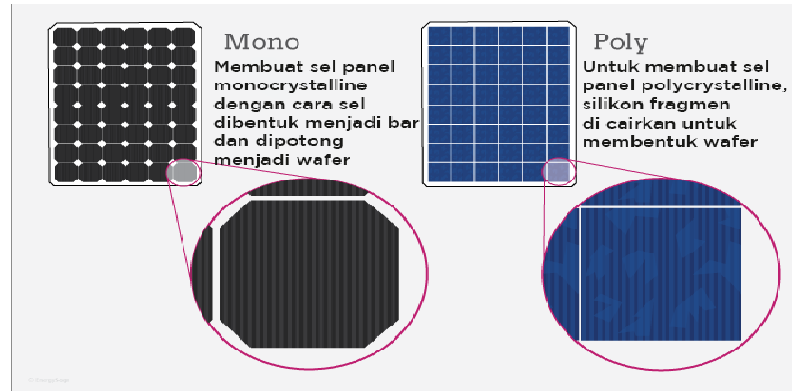 Mono
Membuat sel panel
monocrystalline
dengan cara sel
dibentuk menjadi bar
dan dipotong
menjadi wafer
Poly
Untuk membuat sel
panel polycrystalline,
silikon fragmen
di cairkan untuk
membentuk wafer